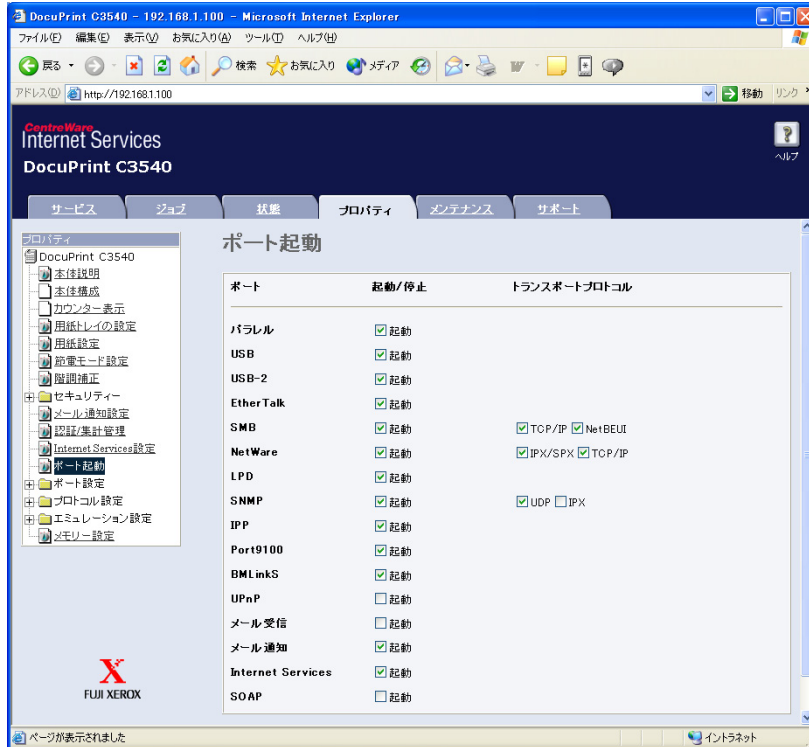 DocuPrint C3540 - 192.168.1.100 - Microsoft Internet Explorer
ファイル(F) 編集(E) 表示(V) お気に入り(A) ツール(T) ヘルプ(H)
戻る 検索 お気に入り メディア
アドレス(D) http://192.168.1.100 移動 リンク
CentreWare
Internet Services
DocuPrint C3540
ヘルプ
サービス ジョブ 状態 プロパティ メンテナンス サポート
プロパティ
DocuPrint C3540
本体説明
本体構成
カウンター表示
用紙トレイの設定
用紙設定
節電モード設定
階調補正
セキュリティー
メール通知設定
認証/集計管理
Internet Services設定
ポート起動
ポート設定
プロトコル設定
エミュレーション設定
メモリー設定
X
FUJI XEROX
ポート起動
ポート 起動/停止 トランスポートプロトコル
パラレル 起動
USB 起動
USB-2 起動
EtherTalk 起動
SMB 起動 TCP/IP NetBEUI
NetWare 起動 IPX/SPX TCP/IP
LPD 起動
SNMP 起動 UDP IPX
IPP 起動
Port9100 起動
BMLinkS 起動
UPnP 起動
メール受信 起動
メール通知 起動
Internet Services 起動
SOAP 起動
ページが表示されました イントラネット